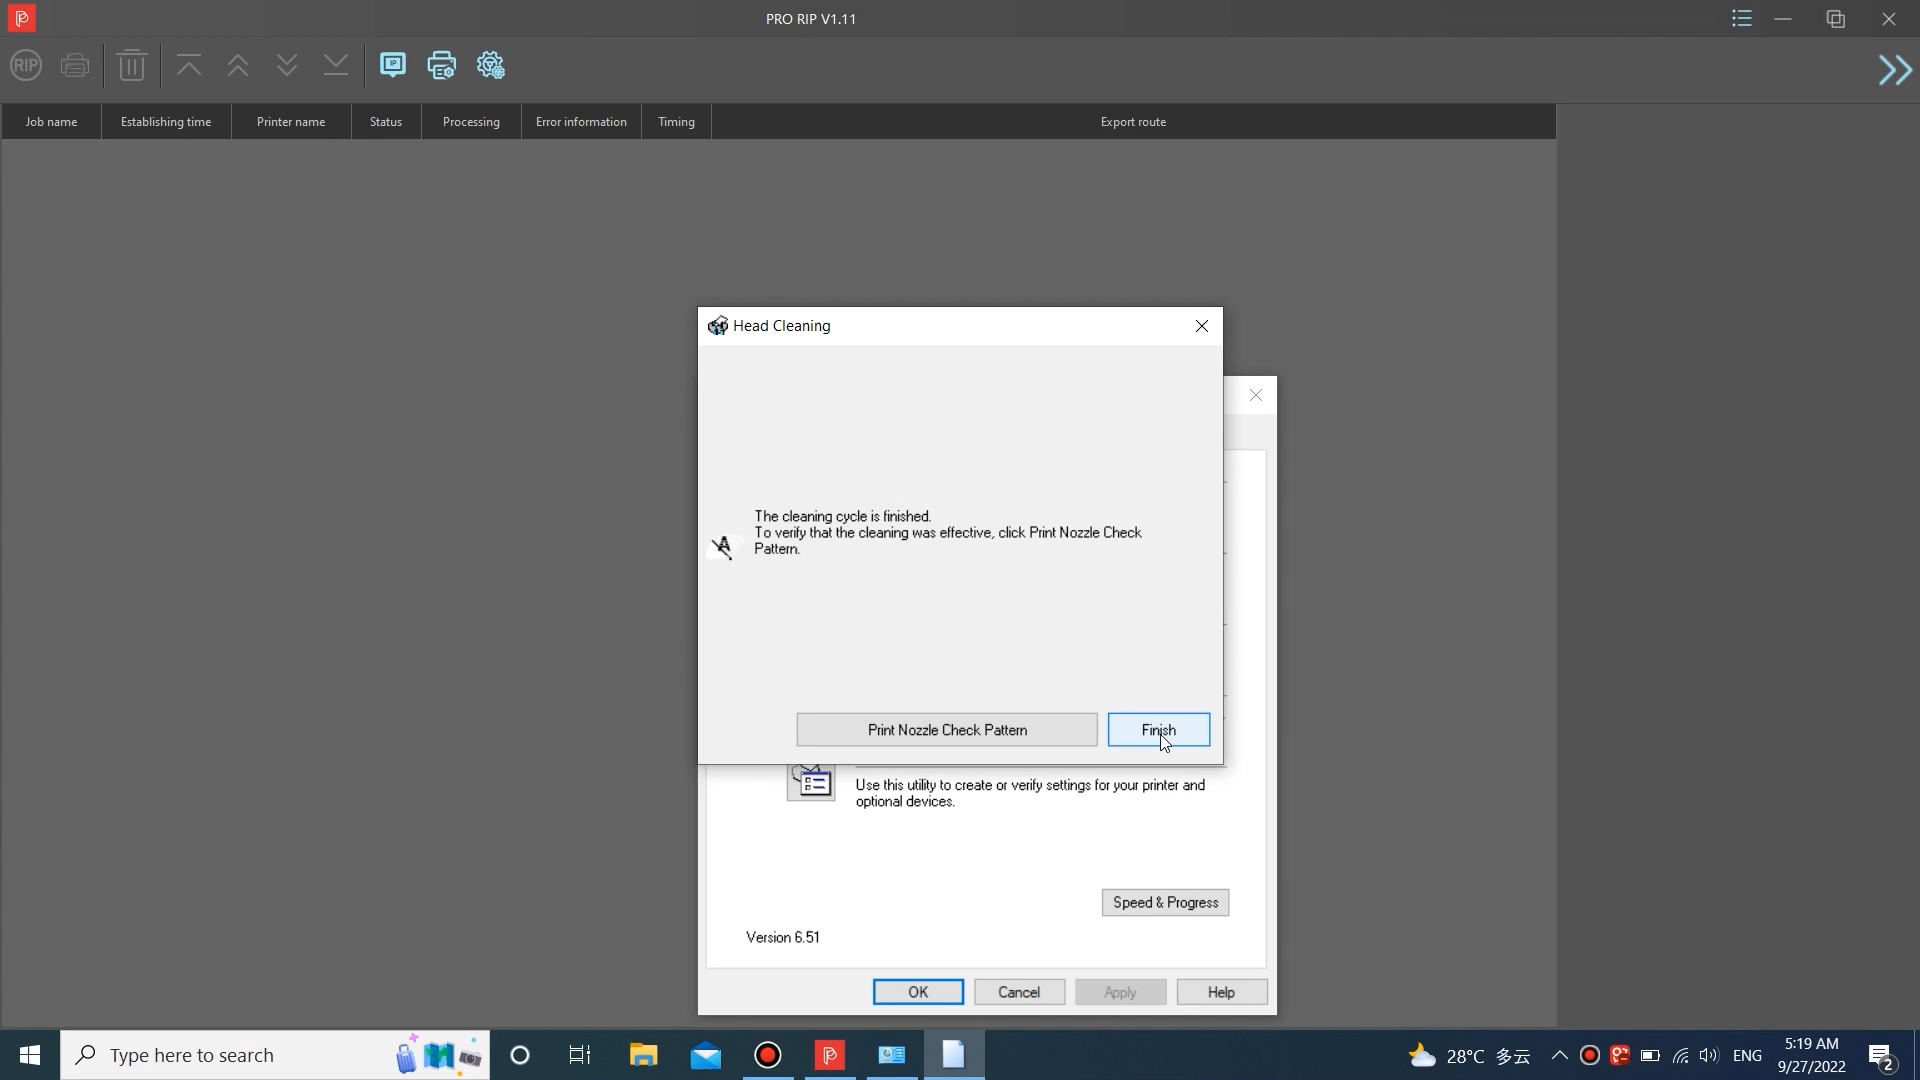 PRO RIP V1.11
RIP
IP
Job name Establishing time Printer name Status Processing Error information Timing Export route
Head Cleaning
The cleaning cycle is finished.
To verify that the cleaning was effective, click Print Nozzle Check
Pattern.
Print Nozzle Check Pattern Finish
Use this utility to create or verify settings for your printer and
optional devices.
Speed & Progress
Version 6.51
OK Cancel Apply Help
Type here to search
28°C 多云
ENG
5:19 AM
9/27/2022
2